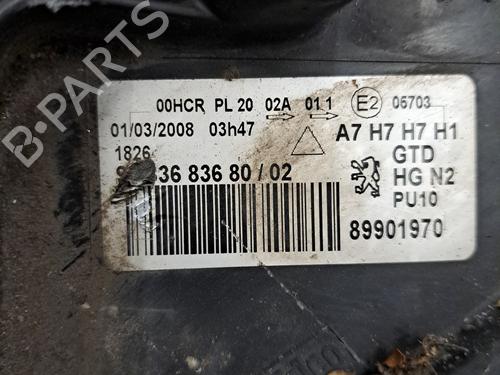 B-PARTS
00HCR PL 20 02A 01 1 E2 05703
01/03/2008 03h47 A7 H7 H7 H1
1826 GTD
36 836 80 / 02 HG N2
PU10
89901970